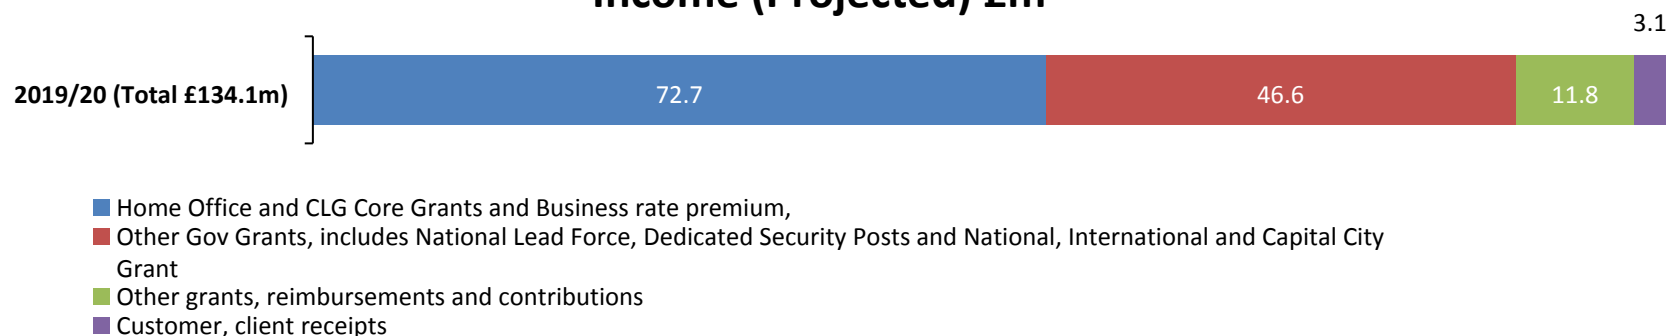 Income (Projected) £m
3.1
2019/20 (Total £134.1m)
72.7
46.6
11.8
Home Office and CLG Core Grants and Business rate premium,
Other Gov Grants, includes National Lead Force, Dedicated Security Posts and National, International and Capital City
Grant
Other grants, reimbursements and contributions
Customer, client receipts